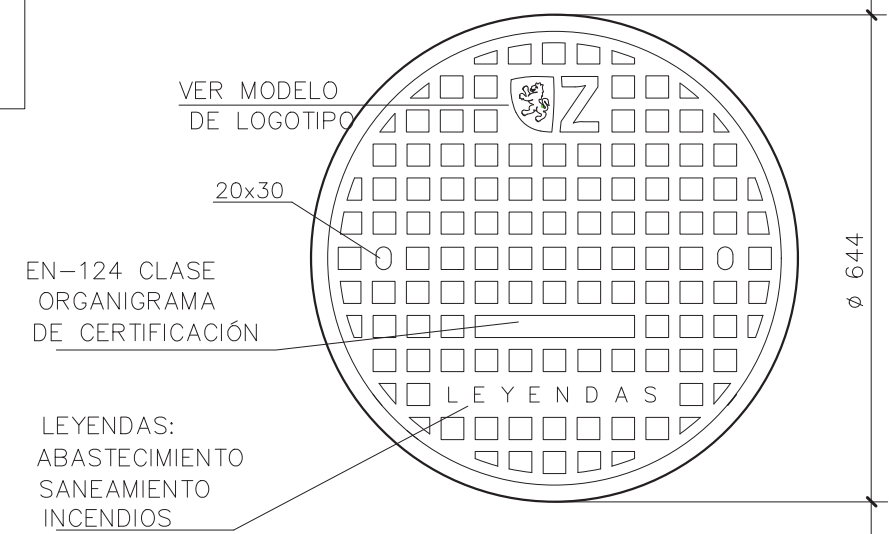 VER MODELO
DE LOGOTIPO
Z
20x30
EN-124 CLASE
ORGANIGRAMA
DE CERTIFICACIÓN
ø 644
LEYENDAS
LEYENDAS:
ABASTECIMIENTO
SANEAMIENTO
INCENDIOS